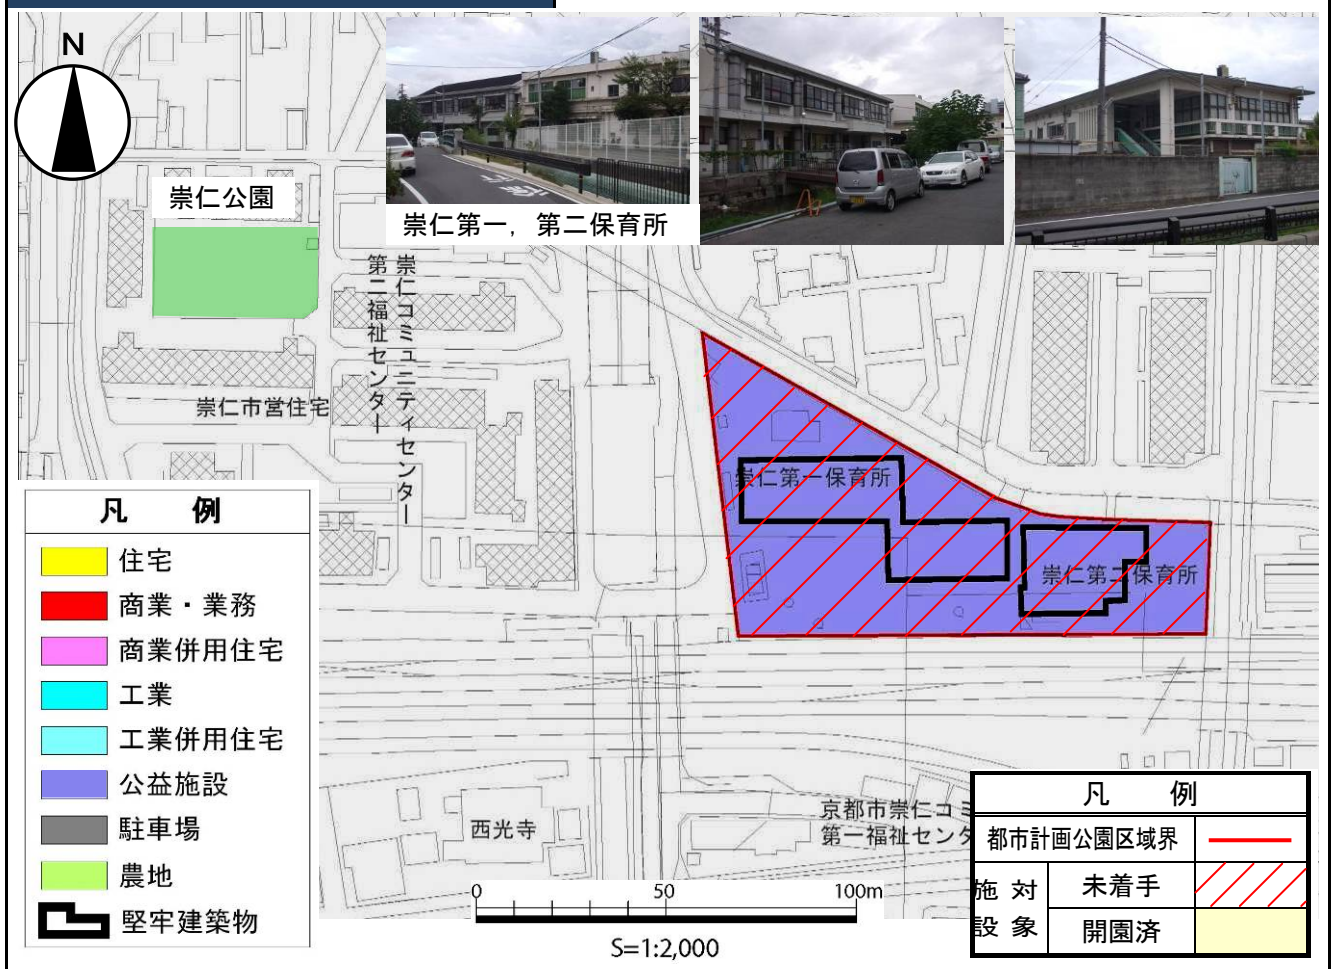 N
崇仁公園
崇仁第一，第二保育所
崇仁コミュニティセンター
第二福祉センター
崇仁市営住宅
崇仁第一保育所
崇仁第二保育所
凡　例
住宅
商業・業務
商業併用住宅
工業
工業併用住宅
公益施設
駐車場
農地
堅牢建築物
西光寺
京都市崇仁コミ
第一福祉センタ
0 50 100m
S=1:2,000
凡　例
都市計画公園区域界
施対
設象
未着手
開園済